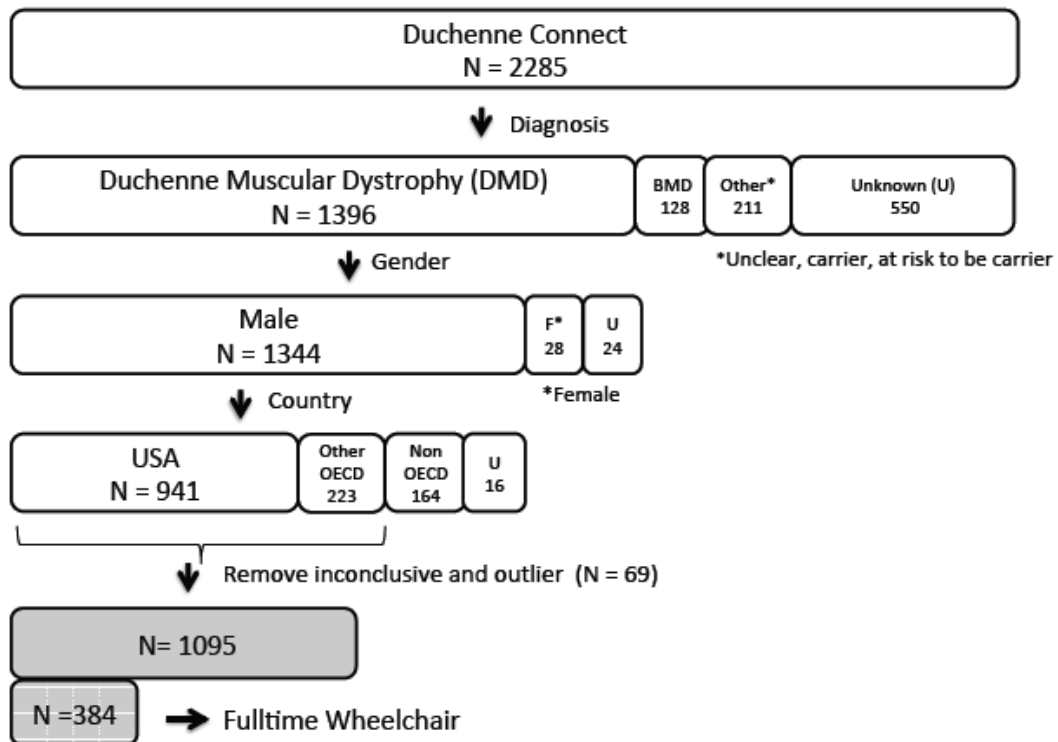 Duchenne Connect
N = 2285
Diagnosis
Duchenne Muscular Dystrophy (DMD)
N = 1396
BMD
128
Other*
211
Unknown (U)
550
*Unclear, carrier, at risk to be carrier
Gender
Male
N = 1344
F*
28
U
24
*Female
Country
USA
N = 941
Other
OECD
223
Non
OECD
164
U
16
Remove inconclusive and outlier (N = 69)
N= 1095
N =384
Fulltime Wheelchair